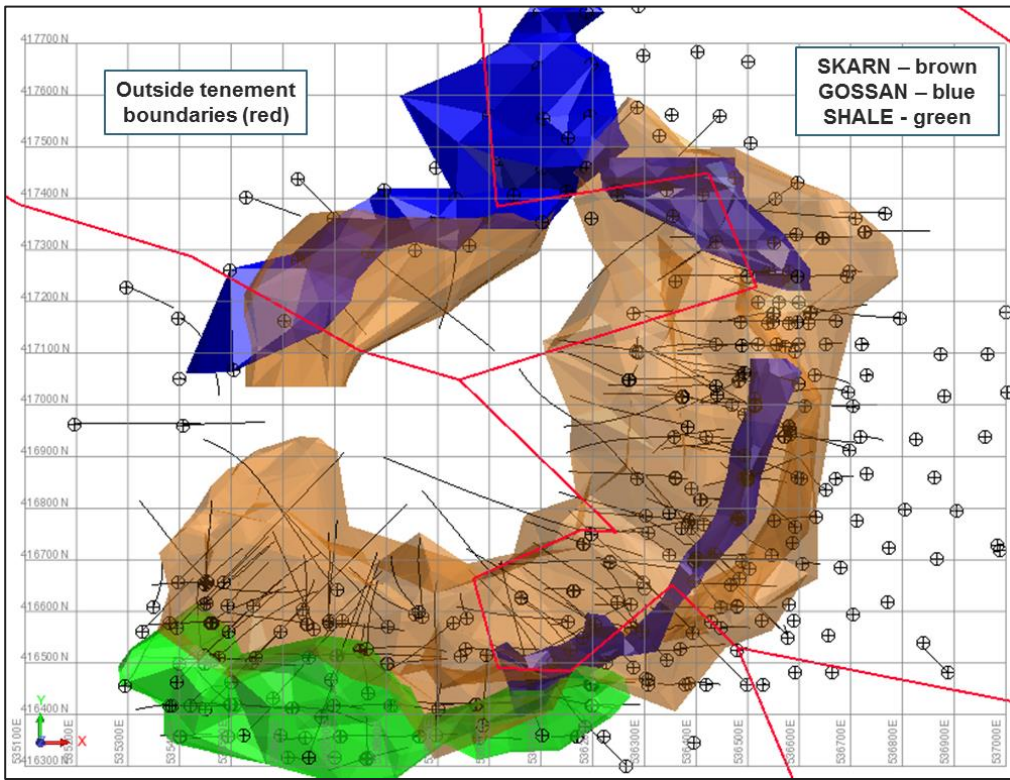 417700 N
Outside tenement
boundaries (red)
SKARN – brown
GOSSAN – blue
SHALE - green
417600 N
417500 N
417400 N
417300 N
417200 N
417100 N
417000 N
416900 N
416800 N
416700 N
416600 N
416500 N
416400 N
416300 N
Y
X
535100E
535300E
536300E
536400E
536500E
536600E
536700E
536800E
536900E
537000E